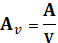 A_v = A/v